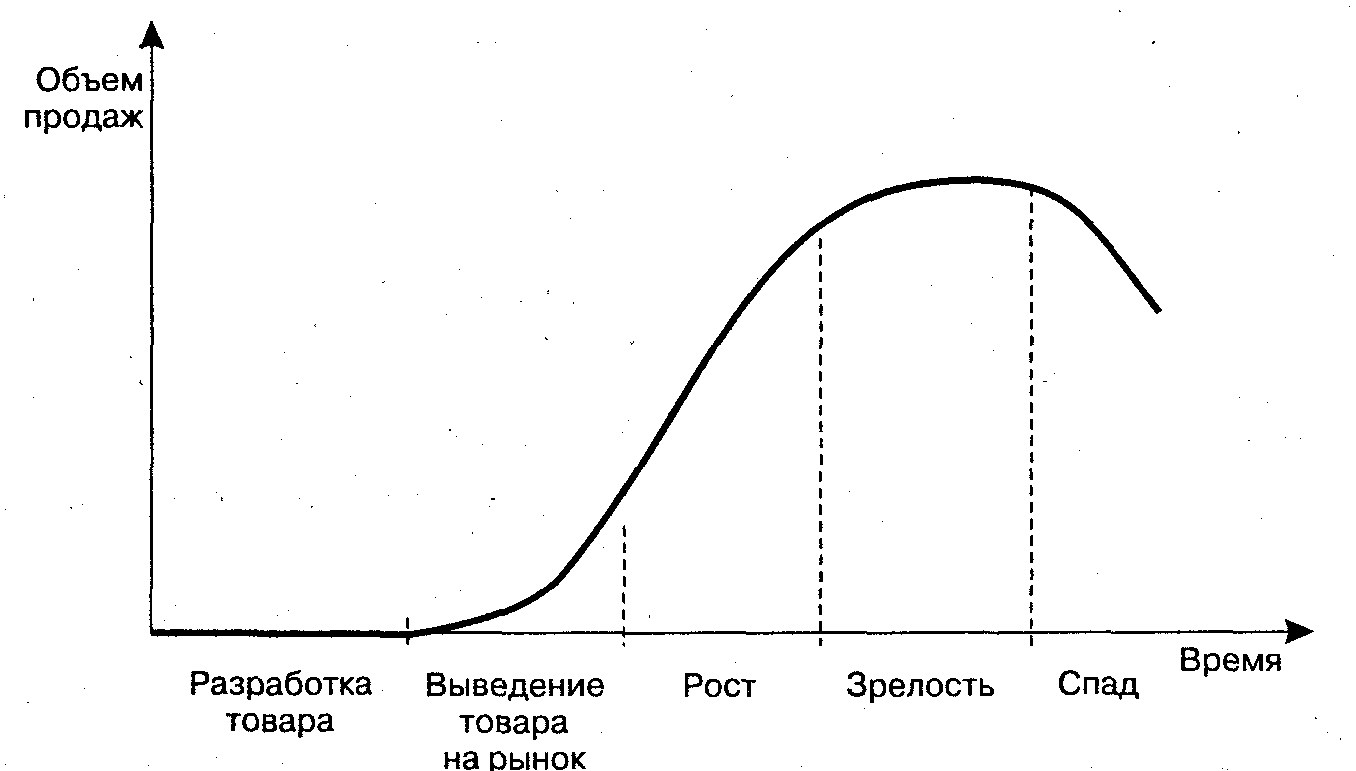 Объем
продаж
Время
Разработка
товара
Выведение
товара
на рынок
Рост
Зрелость
Спад